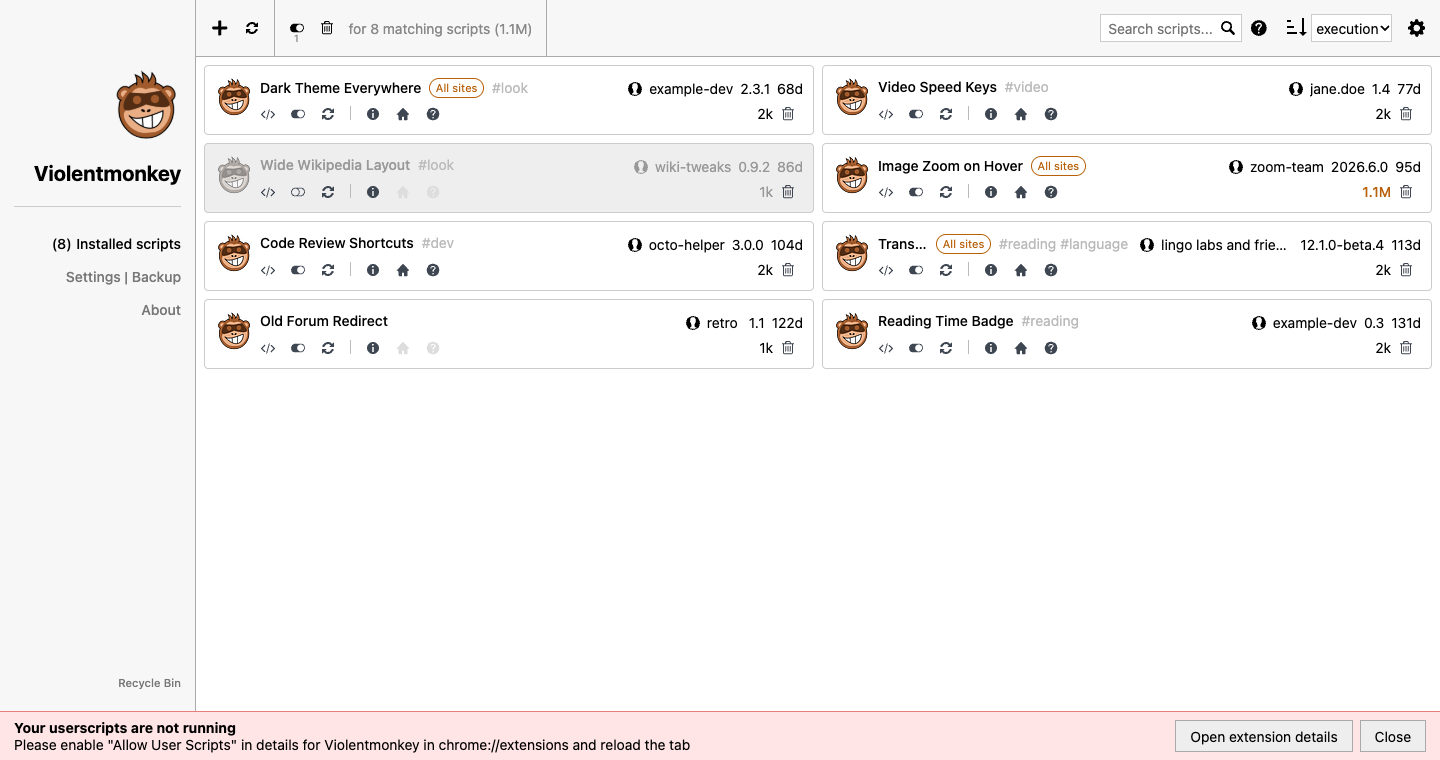 1
for 8 matching scripts (1.1M)
Search scripts...
execution
Violentmonkey
(8) Installed scripts
Settings | Backup
About
Recycle Bin
Dark Theme Everywhere All sites #look example-dev 2.3.1 68d
2k
Video Speed Keys #video jane.doe 1.4 77d
2k
Wide Wikipedia Layout #look wiki-tweaks 0.9.2 86d
1k
Image Zoom on Hover All sites zoom-team 2026.6.0 95d
1.1M
Code Review Shortcuts #dev octo-helper 3.0.0 104d
2k
Trans... All sites #reading #language lingo labs and frie... 12.1.0-beta.4 113d
2k
Old Forum Redirect retro 1.1 122d
1k
Reading Time Badge #reading example-dev 0.3 131d
2k
Your userscripts are not running
Please enable "Allow User Scripts" in details for Violentmonkey in chrome://extensions and reload the tab
Open extension details
Close